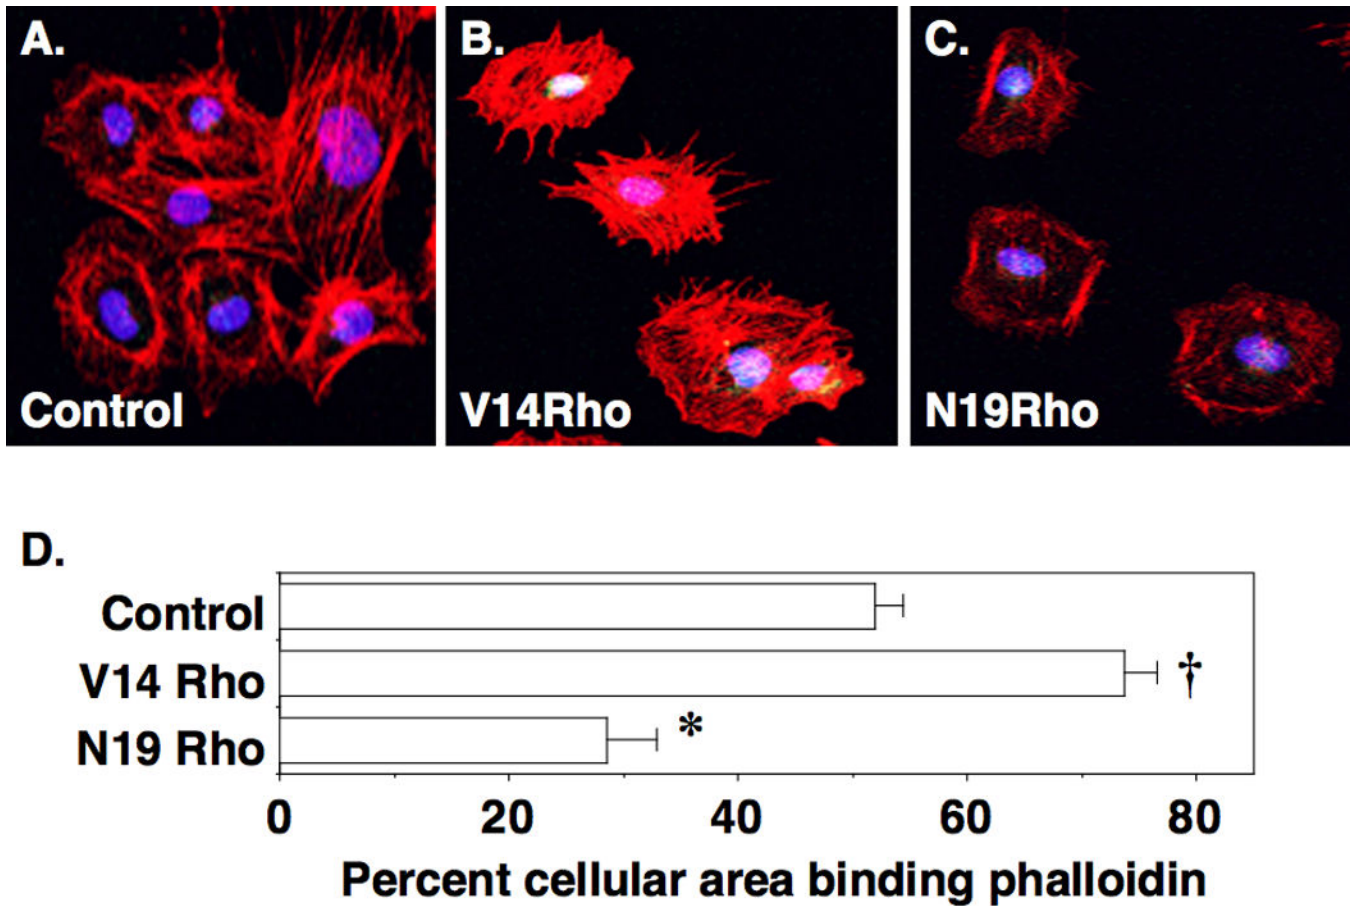 A. B. C.
Control V14Rho N19Rho
D.
Control
V14 Rho †
N19 Rho *
0 20 40 60 80
Percent cellular area binding phalloidin